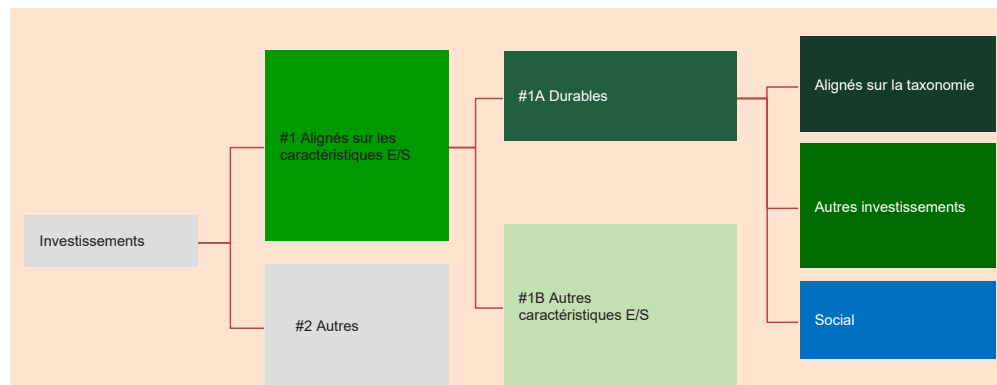 Investissements
#1 Alignés sur les
caractéristiques E/S
#2 Autres
#1A Durables
#1B Autres
caractéristiques E/S
Alignés sur la taxonomie
Autres investissements
Social